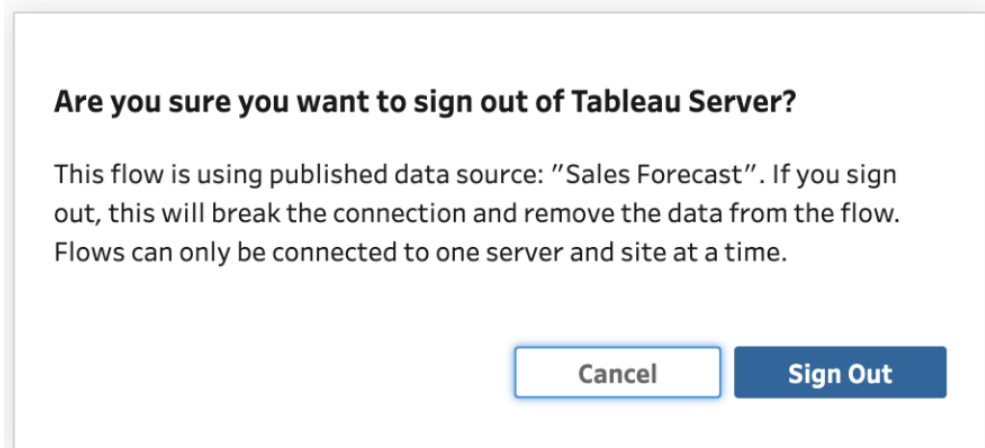 Are you sure you want to sign out of Tableau Server?
This flow is using published data source: "Sales Forecast". If you sign
out, this will break the connection and remove the data from the flow.
Flows can only be connected to one server and site at a time.
Cancel Sign Out